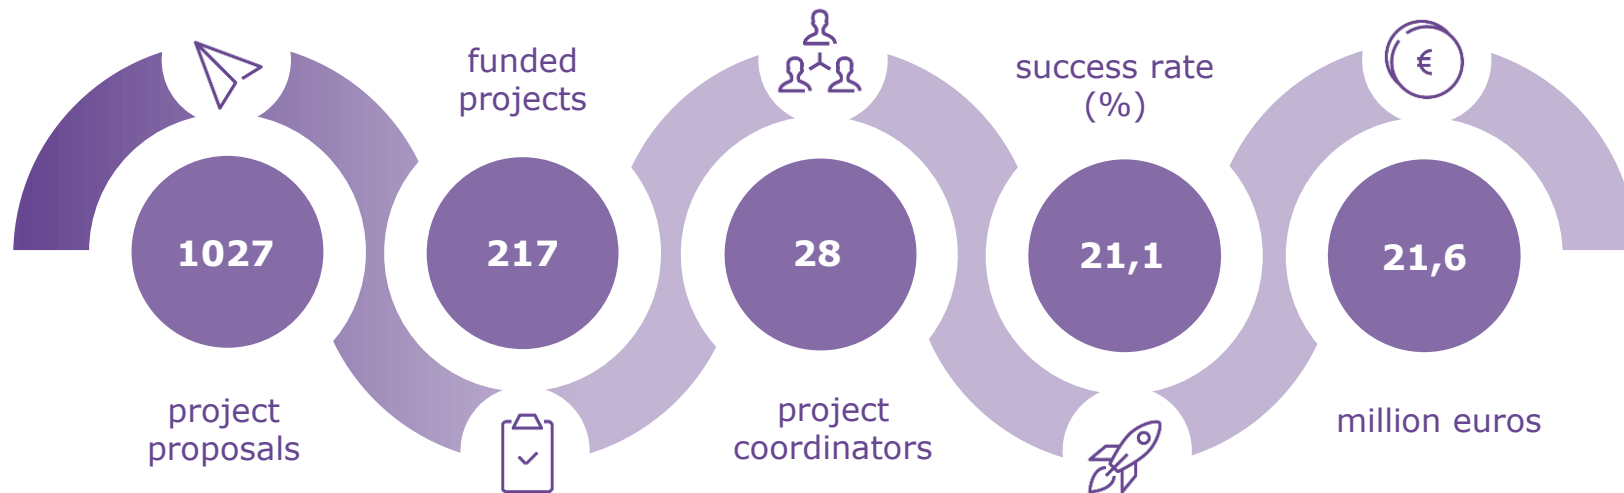 1027
project
proposals
funded
projects
217
28
project
coordinators
success rate
(%)
21,1
21,6
million euros
€